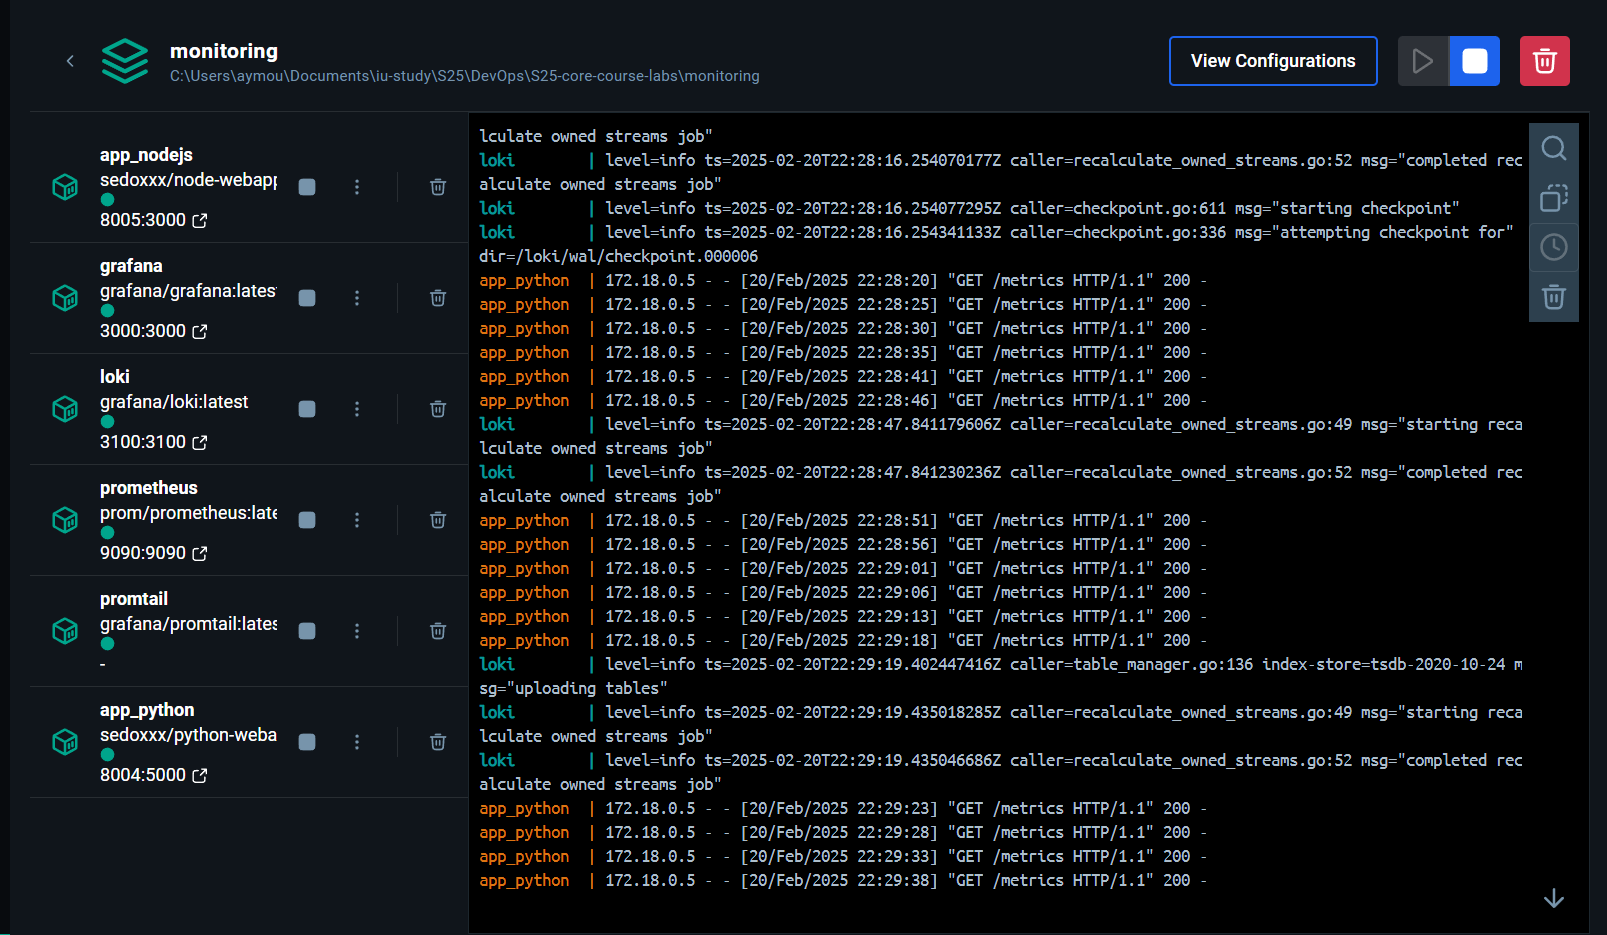 monitoring
C:\Users\aymou\Documents\iu-study\S25\DevOps\S25-core-course-labs\monitoring
View Configurations
app_nodejs
sedoxxx/node-webapp
8005:3000
grafana
grafana/grafana:latest
3000:3000
loki
grafana/loki:latest
3100:3100
prometheus
prom/prometheus:late
9090:9090
promtail
grafana/promtail:lates
-
app_python
sedoxxx/python-weba
8004:5000
lculate owned streams job"
loki | level=info ts=2025-02-20T22:28:16.254070177Z caller=recalculate_owned_streams.go:52 msg="completed rec
alculate owned streams job"
loki | level=info ts=2025-02-20T22:28:16.254077295Z caller=checkpoint.go:611 msg="starting checkpoint"
loki | level=info ts=2025-02-20T22:28:16.254341133Z caller=checkpoint.go:336 msg="attempting checkpoint for"
dir=/loki/wal/checkpoint.000006
app_python | 172.18.0.5 - - [20/Feb/2025 22:28:20] "GET /metrics HTTP/1.1" 200 -
app_python | 172.18.0.5 - - [20/Feb/2025 22:28:25] "GET /metrics HTTP/1.1" 200 -
app_python | 172.18.0.5 - - [20/Feb/2025 22:28:30] "GET /metrics HTTP/1.1" 200 -
app_python | 172.18.0.5 - - [20/Feb/2025 22:28:35] "GET /metrics HTTP/1.1" 200 -
app_python | 172.18.0.5 - - [20/Feb/2025 22:28:41] "GET /metrics HTTP/1.1" 200 -
app_python | 172.18.0.5 - - [20/Feb/2025 22:28:46] "GET /metrics HTTP/1.1" 200 -
loki | level=info ts=2025-02-20T22:28:47.841179606Z caller=recalculate_owned_streams.go:49 msg="starting reca
lculate owned streams job"
loki | level=info ts=2025-02-20T22:28:47.841230236Z caller=recalculate_owned_streams.go:52 msg="completed rec
alculate owned streams job"
app_python | 172.18.0.5 - - [20/Feb/2025 22:28:51] "GET /metrics HTTP/1.1" 200 -
app_python | 172.18.0.5 - - [20/Feb/2025 22:28:56] "GET /metrics HTTP/1.1" 200 -
app_python | 172.18.0.5 - - [20/Feb/2025 22:29:01] "GET /metrics HTTP/1.1" 200 -
app_python | 172.18.0.5 - - [20/Feb/2025 22:29:06] "GET /metrics HTTP/1.1" 200 -
app_python | 172.18.0.5 - - [20/Feb/2025 22:29:13] "GET /metrics HTTP/1.1" 200 -
app_python | 172.18.0.5 - - [20/Feb/2025 22:29:18] "GET /metrics HTTP/1.1" 200 -
loki | level=info ts=2025-02-20T22:29:19.402447416Z caller=table_manager.go:136 index-store=tsdb-2020-10-24 m
sg="uploading tables"
loki | level=info ts=2025-02-20T22:29:19.435018285Z caller=recalculate_owned_streams.go:49 msg="starting reca
lculate owned streams job"
loki | level=info ts=2025-02-20T22:29:19.435046686Z caller=recalculate_owned_streams.go:52 msg="completed rec
alculate owned streams job"
app_python | 172.18.0.5 - - [20/Feb/2025 22:29:23] "GET /metrics HTTP/1.1" 200 -
app_python | 172.18.0.5 - - [20/Feb/2025 22:29:28] "GET /metrics HTTP/1.1" 200 -
app_python | 172.18.0.5 - - [20/Feb/2025 22:29:33] "GET /metrics HTTP/1.1" 200 -
app_python | 172.18.0.5 - - [20/Feb/2025 22:29:38] "GET /metrics HTTP/1.1" 200 -